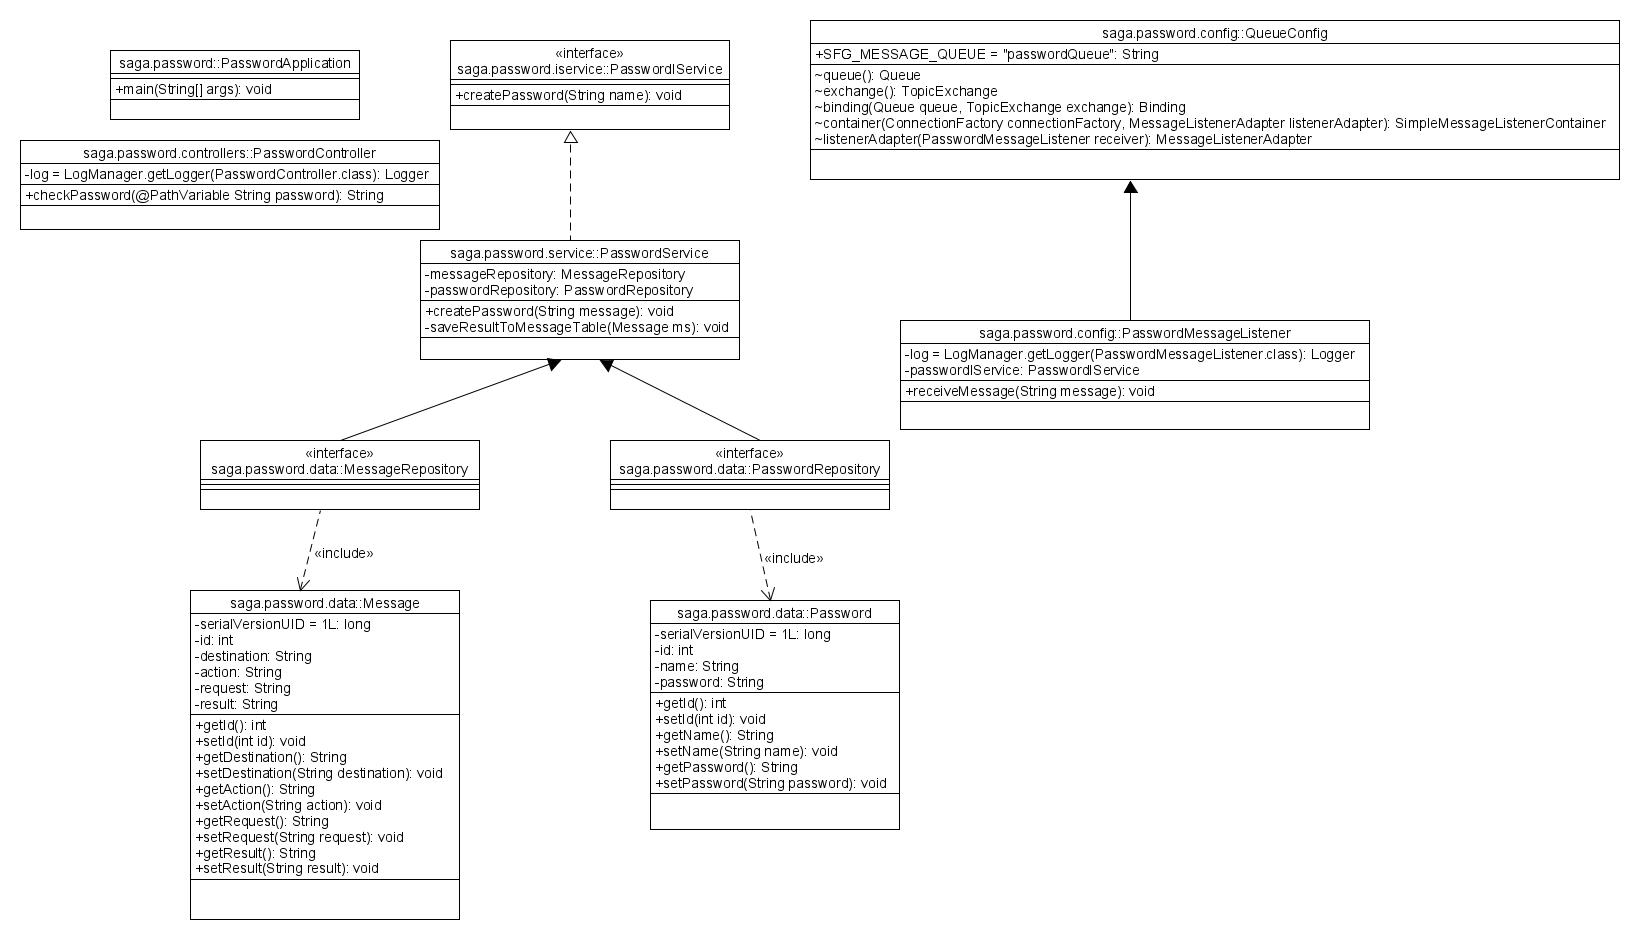 saga.password::PasswordApplication
+main(String[] args): void
saga.password.controllers::PasswordController
-log = LogManager.getLogger(PasswordController.class): Logger
+checkPassword(@PathVariable String password): String
«interface»
saga.password.iservice::PasswordIService
+createPassword(String name): void
saga.password.config::QueueConfig
+SFG_MESSAGE_QUEUE = "passwordQueue": String
~queue(): Queue
~exchange(): TopicExchange
~binding(Queue queue, TopicExchange exchange): Binding
~container(ConnectionFactory connectionFactory, MessageListenerAdapter listenerAdapter): SimpleMessageListenerContainer
~listenerAdapter(PasswordMessageListener receiver): MessageListenerAdapter
saga.password.service::PasswordService
-messageRepository: MessageRepository
-passwordRepository: PasswordRepository
+createPassword(String message): void
-saveResultToMessageTable(Message ms): void
saga.password.config::PasswordMessageListener
-log = LogManager.getLogger(PasswordMessageListener.class): Logger
-passwordIService: PasswordIService
+receiveMessage(String message): void
«interface»
saga.password.data::MessageRepository
«interface»
saga.password.data::PasswordRepository
«include»
«include»
saga.password.data::Message
-serialVersionUID = 1L: long
-id: int
-destination: String
-action: String
-request: String
-result: String
+getId(): int
+setId(int id): void
+getDestination(): String
+setDestination(String destination): void
+getAction(): String
+setAction(String action): void
+getRequest(): String
+setRequest(String request): void
+getResult(): String
+setResult(String result): void
saga.password.data::Password
-serialVersionUID = 1L: long
-id: int
-name: String
-password: String
+getId(): int
+setId(int id): void
+getName(): String
+setName(String name): void
+getPassword(): String
+setPassword(String password): void